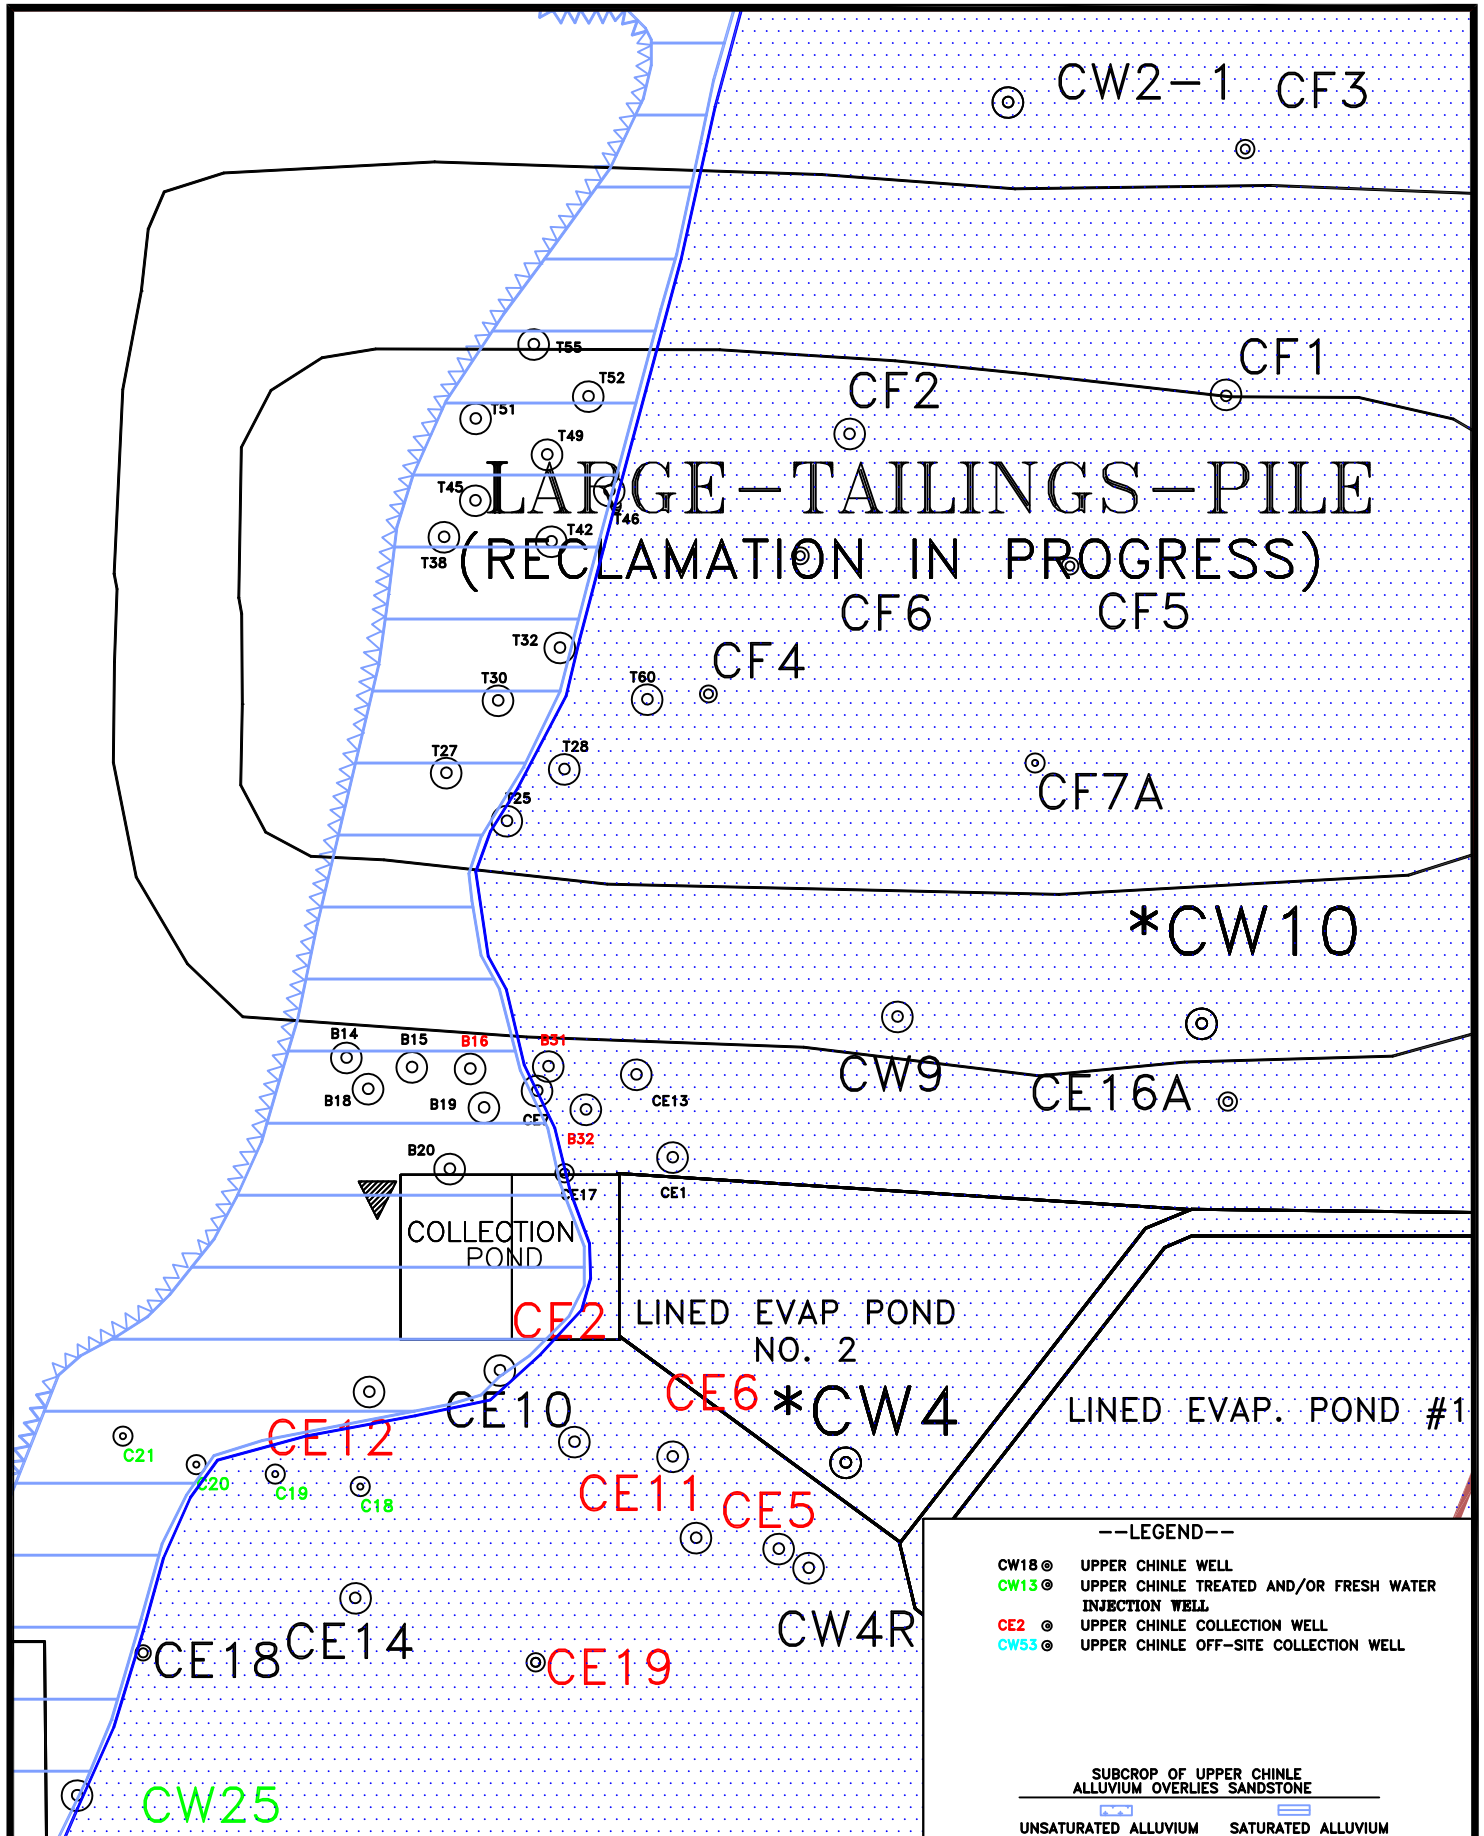 CW2-1
CF3
CF1
T55
T52
CF2
T51
T49
LARGE-TAILINGS-PILE
T45
T46
T42
T38
(RECLAMATION IN PROGRESS)
CF6
CF5
T32
CF4
T30
T60
T28
T27
CF7A
T25
*CW10
B14
B15
B16
B31
CW9
CE16A
B18
B19
CE13
B32
B20
CE17
CE1
COLLECTION
POND
CE2
LINED EVAP POND
NO. 2
CE6
*CW4
CE10
LINED EVAP. POND #1
CE12
C21
C20
C19
C18
CE11
CE5
CW4R
CE18
CE14
CE19
CW25
--LEGEND--
CW18 UPPER CHINLE WELL
CW13 UPPER CHINLE TREATED AND/OR FRESH WATER
INJECTION WELL
CE2 UPPER CHINLE COLLECTION WELL
CW53 UPPER CHINLE OFF-SITE COLLECTION WELL
SUBCROP OF UPPER CHINLE
ALLUVIUM OVERLIES SANDSTONE
UNSATURATED ALLUVIUM
SATURATED ALLUVIUM